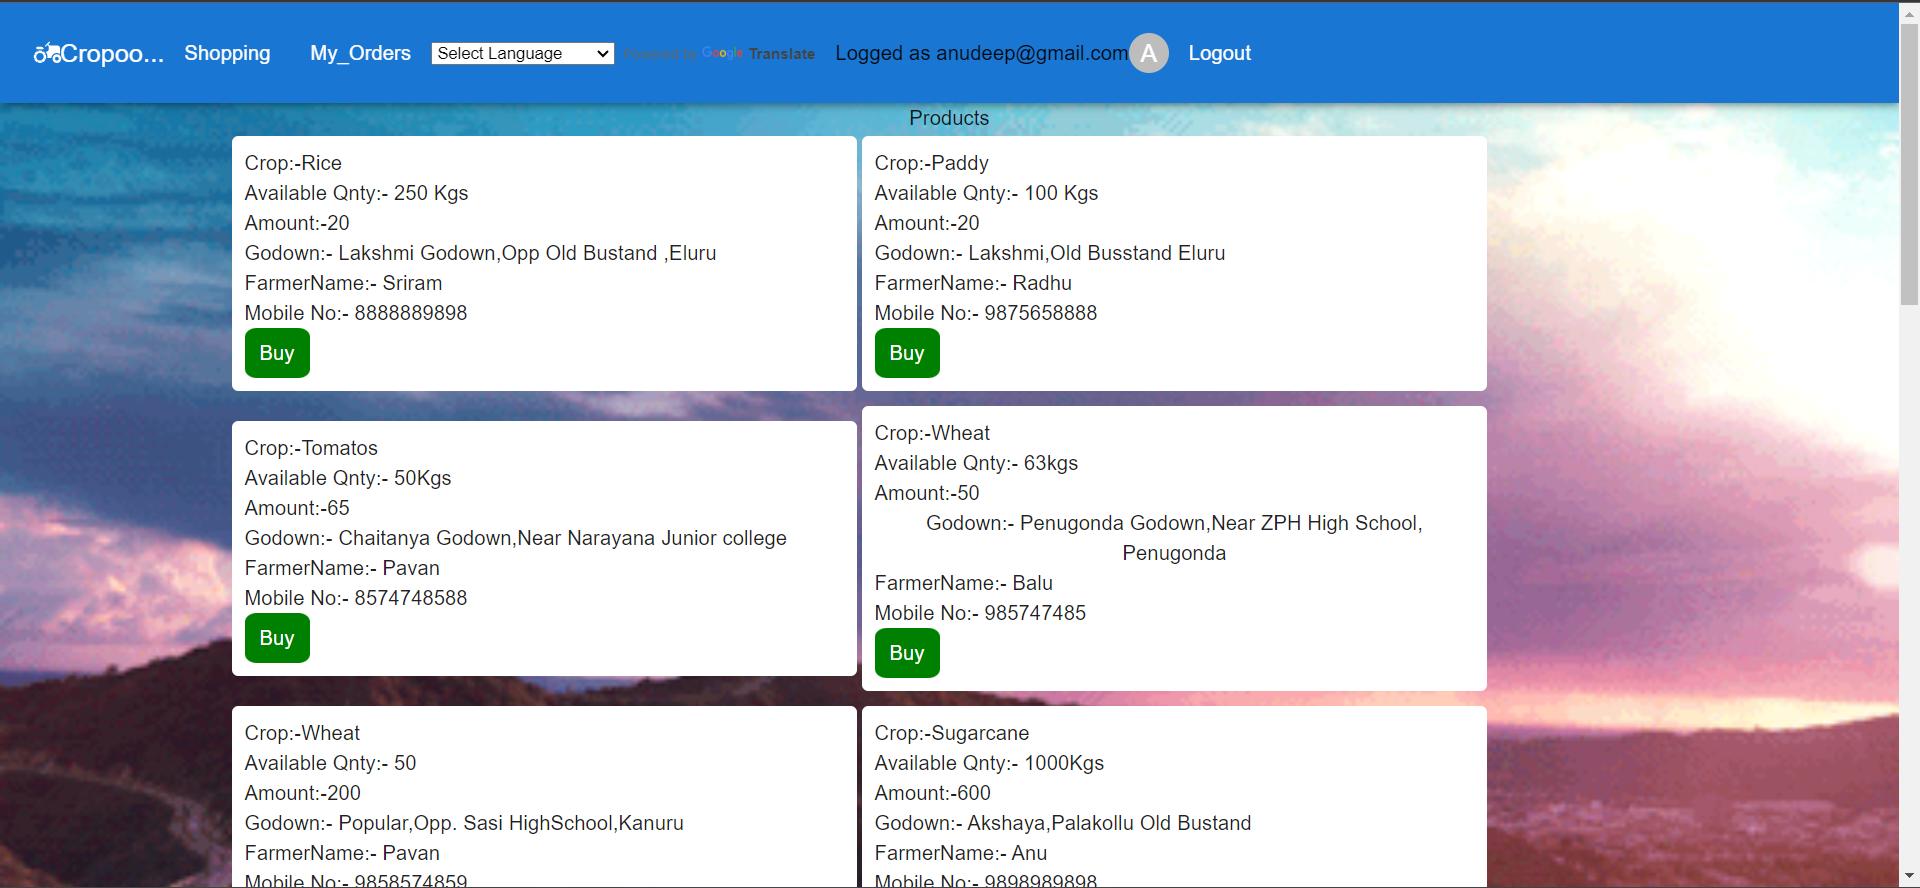 Cropoo... Shopping My_Orders Select Language Powered by Google Translate Logged as anudeep@gmail.com A Logout
Products
Crop:-Rice
Available Qnty:- 250 Kgs
Amount:-20
Godown:- Lakshmi Godown,Opp Old Bustand ,Eluru
FarmerName:- Sriram
Mobile No:- 8888889898
Buy
Crop:-Paddy
Available Qnty:- 100 Kgs
Amount:-20
Godown:- Lakshmi,Old Busstand Eluru
FarmerName:- Radhu
Mobile No:- 9875658888
Buy
Crop:-Tomatos
Available Qnty:- 50Kgs
Amount:-65
Godown:- Chaitanya Godown,Near Narayana Junior college
FarmerName:- Pavan
Mobile No:- 8574748588
Buy
Crop:-Wheat
Available Qnty:- 63kgs
Amount:-50
Godown:- Penugonda Godown,Near ZPH High School,
Penugonda
FarmerName:- Balu
Mobile No:- 985747485
Buy
Crop:-Wheat
Available Qnty:- 50
Amount:-200
Godown:- Popular,Opp. Sasi HighSchool,Kanuru
FarmerName:- Pavan
Mobile No:- 9858574859
Crop:-Sugarcane
Available Qnty:- 1000Kgs
Amount:-600
Godown:- Akshaya,Palakollu Old Bustand
FarmerName:- Anu
Mobile No:- 9898989898